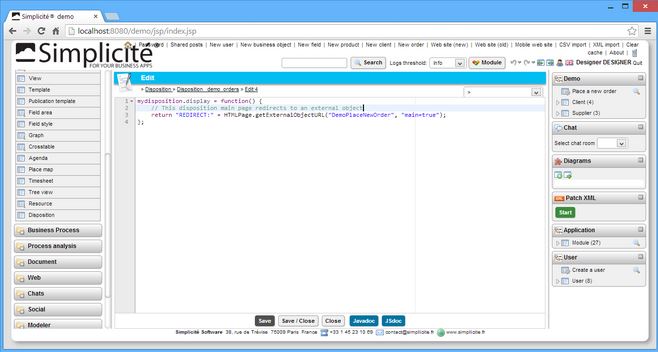 Simplicité® demo
localhost:8080/demo/jsp/index.jsp
Simplicité
FOR YOUR BUSINESS APPS
Password | Shared posts | New user | New business object | New field | New product | New client | New order | Website (new) | Website (old) | Mobile web site | CSV import | XML import | Clear cache | About
Search
Logs threshold: Info
Module
Designer DESIGNER Quit
View
Template
Publication template
Field area
Field style
Graph
Crosstable
Agenda
Place map
Timesheet
Tree view
Resource
Disposition
Business Process
Process analysis
Document
Web
Chats
Social
Modeler
Edit
» Disposition » Disposition demo_orders » Edit 4
»
1 mydisposition.display = function() {
2 // This disposition main page redirects to an external object
3 return "REDIRECT:" + HTMLPage.getExternalObjectURL("DemoPlaceNewOrder", "main=true");
4 };
Save
Save / Close
Close
Javadoc
JSdoc
Demo
Place a new order
Client (4)
Supplier (3)
Chat
Select chat room
Diagrams
Patch XML
Start
Application
Module (27)
User
Create a user
User (8)
Simplicité Software 38, rue de Trévise, 75009 Paris, France +33 1 45 23 10 69 contact@simplicite.fr www.simplicite.fr